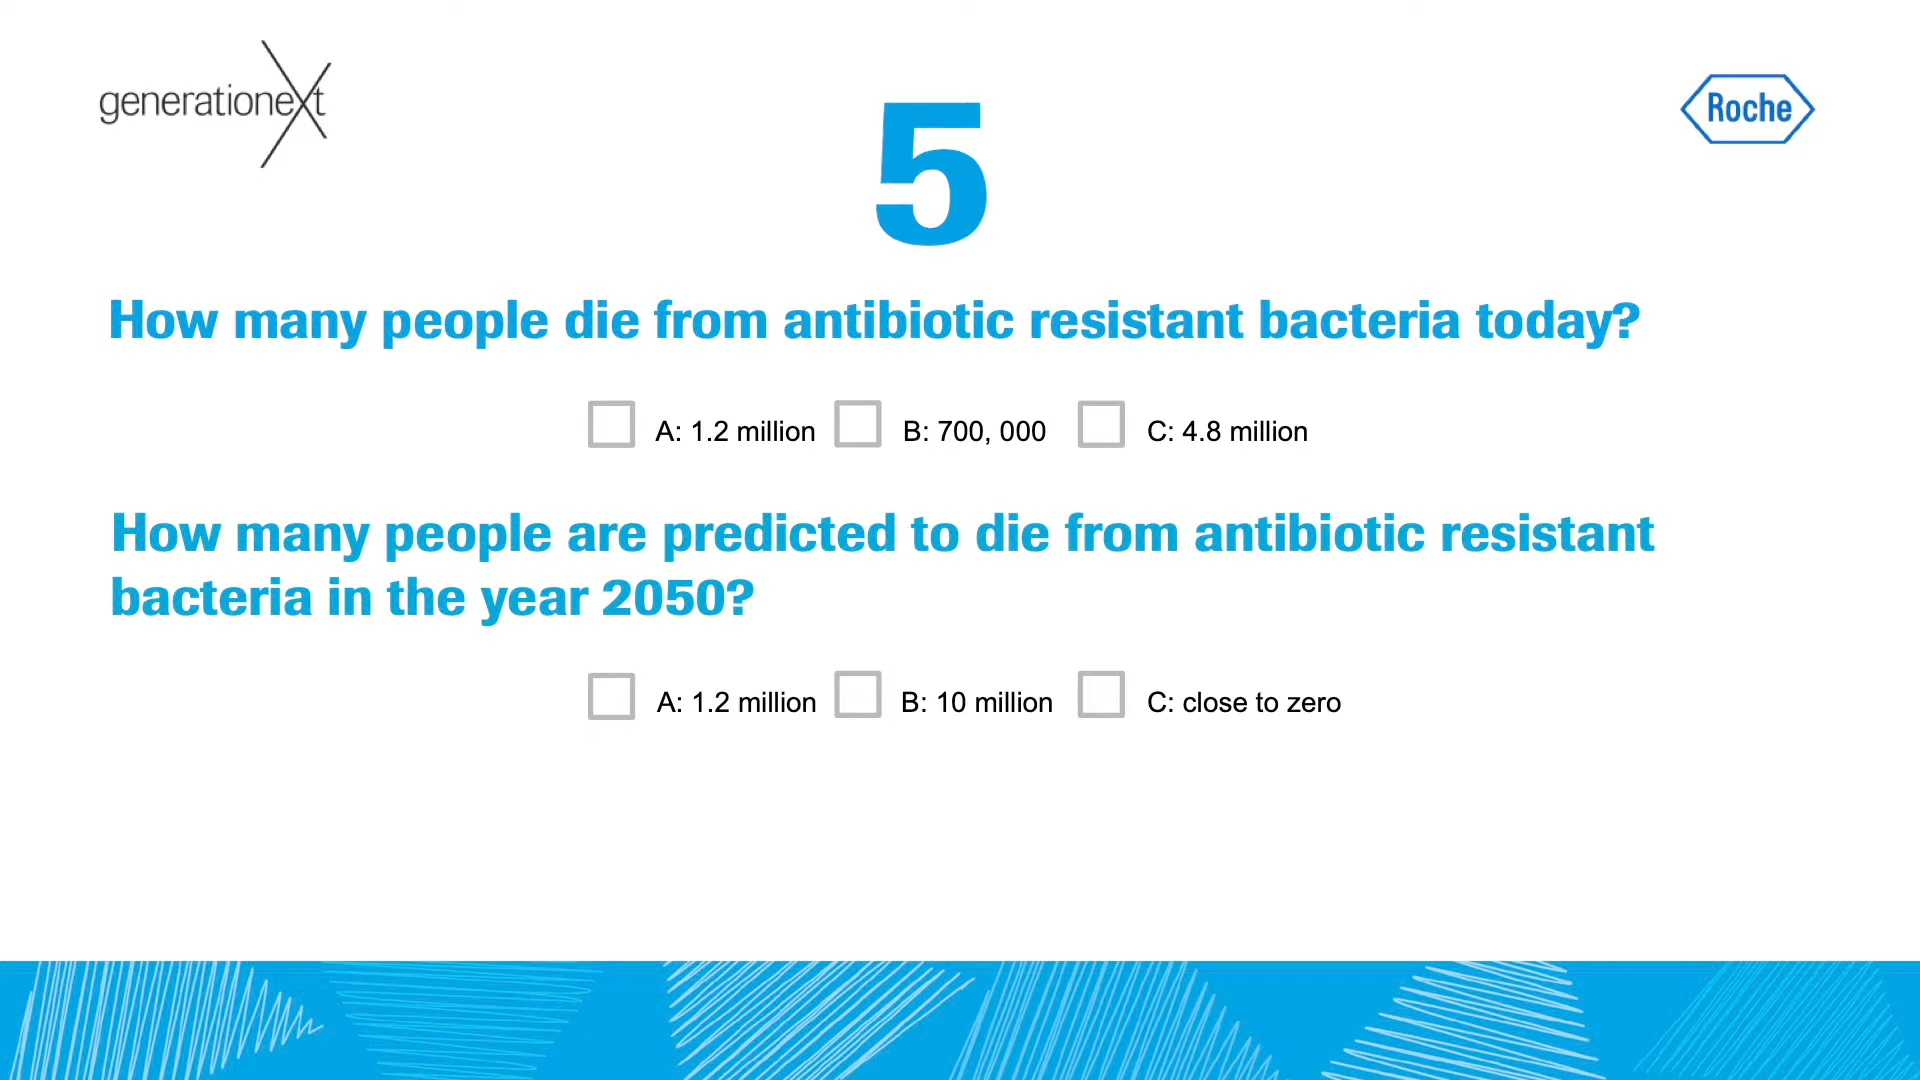 generationext
Roche
5
How many people die from antibiotic resistant bacteria today?
A: 1.2 million B: 700, 000 C: 4.8 million
How many people are predicted to die from antibiotic resistant
bacteria in the year 2050?
A: 1.2 million B: 10 million C: close to zero